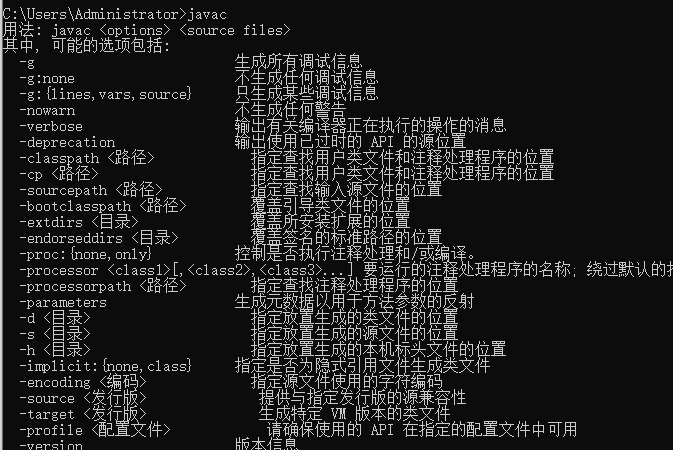 C:\Users\Administrator>javac
用法: javac <options> <source files>
其中, 可能的选项包括:
-g 生成所有调试信息
-g:none 不生成任何调试信息
-g:{lines,vars,source} 只生成某些调试信息
-nowarn 不生成任何警告
-verbose 输出有关编译器正在执行的操作的消息
-deprecation 输出使用已过时的 API 的源位置
-classpath <路径> 指定查找用户类文件和注释处理程序的位置
-cp <路径> 指定查找用户类文件和注释处理程序的位置
-sourcepath <路径> 指定查找输入源文件的位置
-bootclasspath <路径> 覆盖引导类文件的位置
-extdirs <目录> 覆盖所安装扩展的位置
-endorseddirs <目录> 覆盖签名的标准路径的位置
-proc:{none,only} 控制是否执行注释处理和/或编译。
-processor <class1>[,<class2>,<class3>...] 要运行的注释处理程序的名称; 绕过默认的
-processorpath <路径> 指定查找注释处理程序的位置
-parameters 生成元数据以用于方法参数的反射
-d <目录> 指定放置生成的类文件的位置
-s <目录> 指定放置生成的源文件的位置
-h <目录> 指定放置生成的本机标头文件的位置
-implicit:{none,class} 指定是否为隐式引用文件生成类文件
-encoding <编码> 指定源文件使用的字符编码
-source <发行版> 提供与指定发行版的源兼容性
-target <发行版> 生成特定 VM 版本的类文件
-profile <配置文件> 请确保使用的 API 在指定的配置文件中可用
-version 版本信息